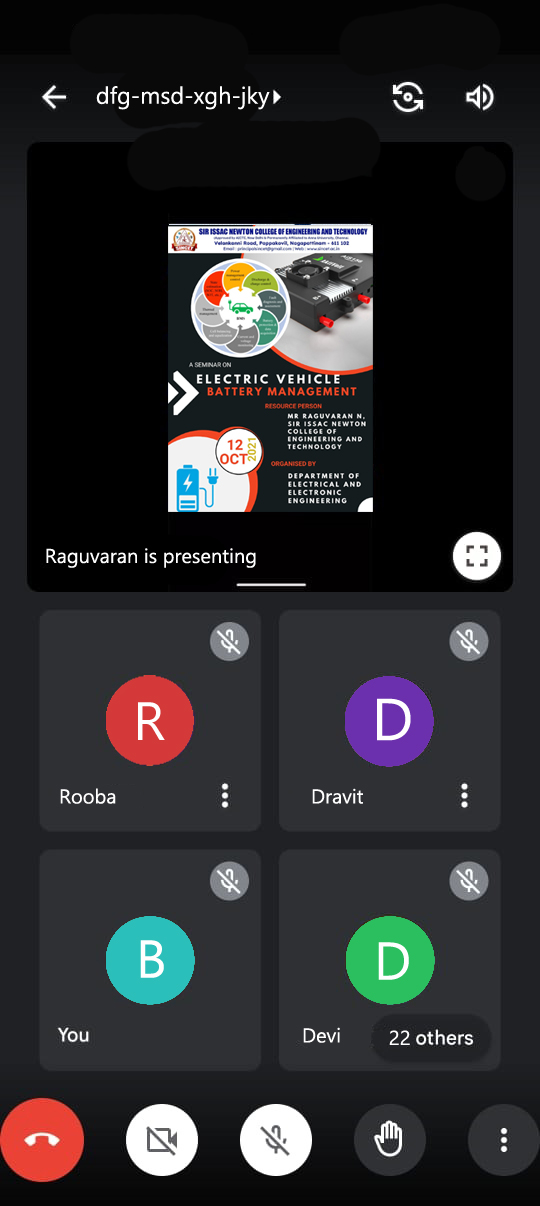 dfg-msd-xgh-jky
SIR ISSAC NEWTON COLLEGE OF ENGINEERING AND TECHNOLOGY
Velankanni Road, Pappakovil, Nagapattinam - 611 102
A SEMINAR ON
ELECTRIC VEHICLE
BATTERY MANAGEMENT
RESOURCE PERSON
MR RAGUVARAN N,
SIR ISSAC NEWTON
COLLEGE OF
ENGINEERING AND
TECHNOLOGY
12
OCT
2021
ORGANISED BY
DEPARTMENT OF
ELECTRICAL AND
ELECTRONIC
ENGINEERING
Raguvaran is presenting
R
Rooba
D
Dravit
B
You
D
Devi
22 others